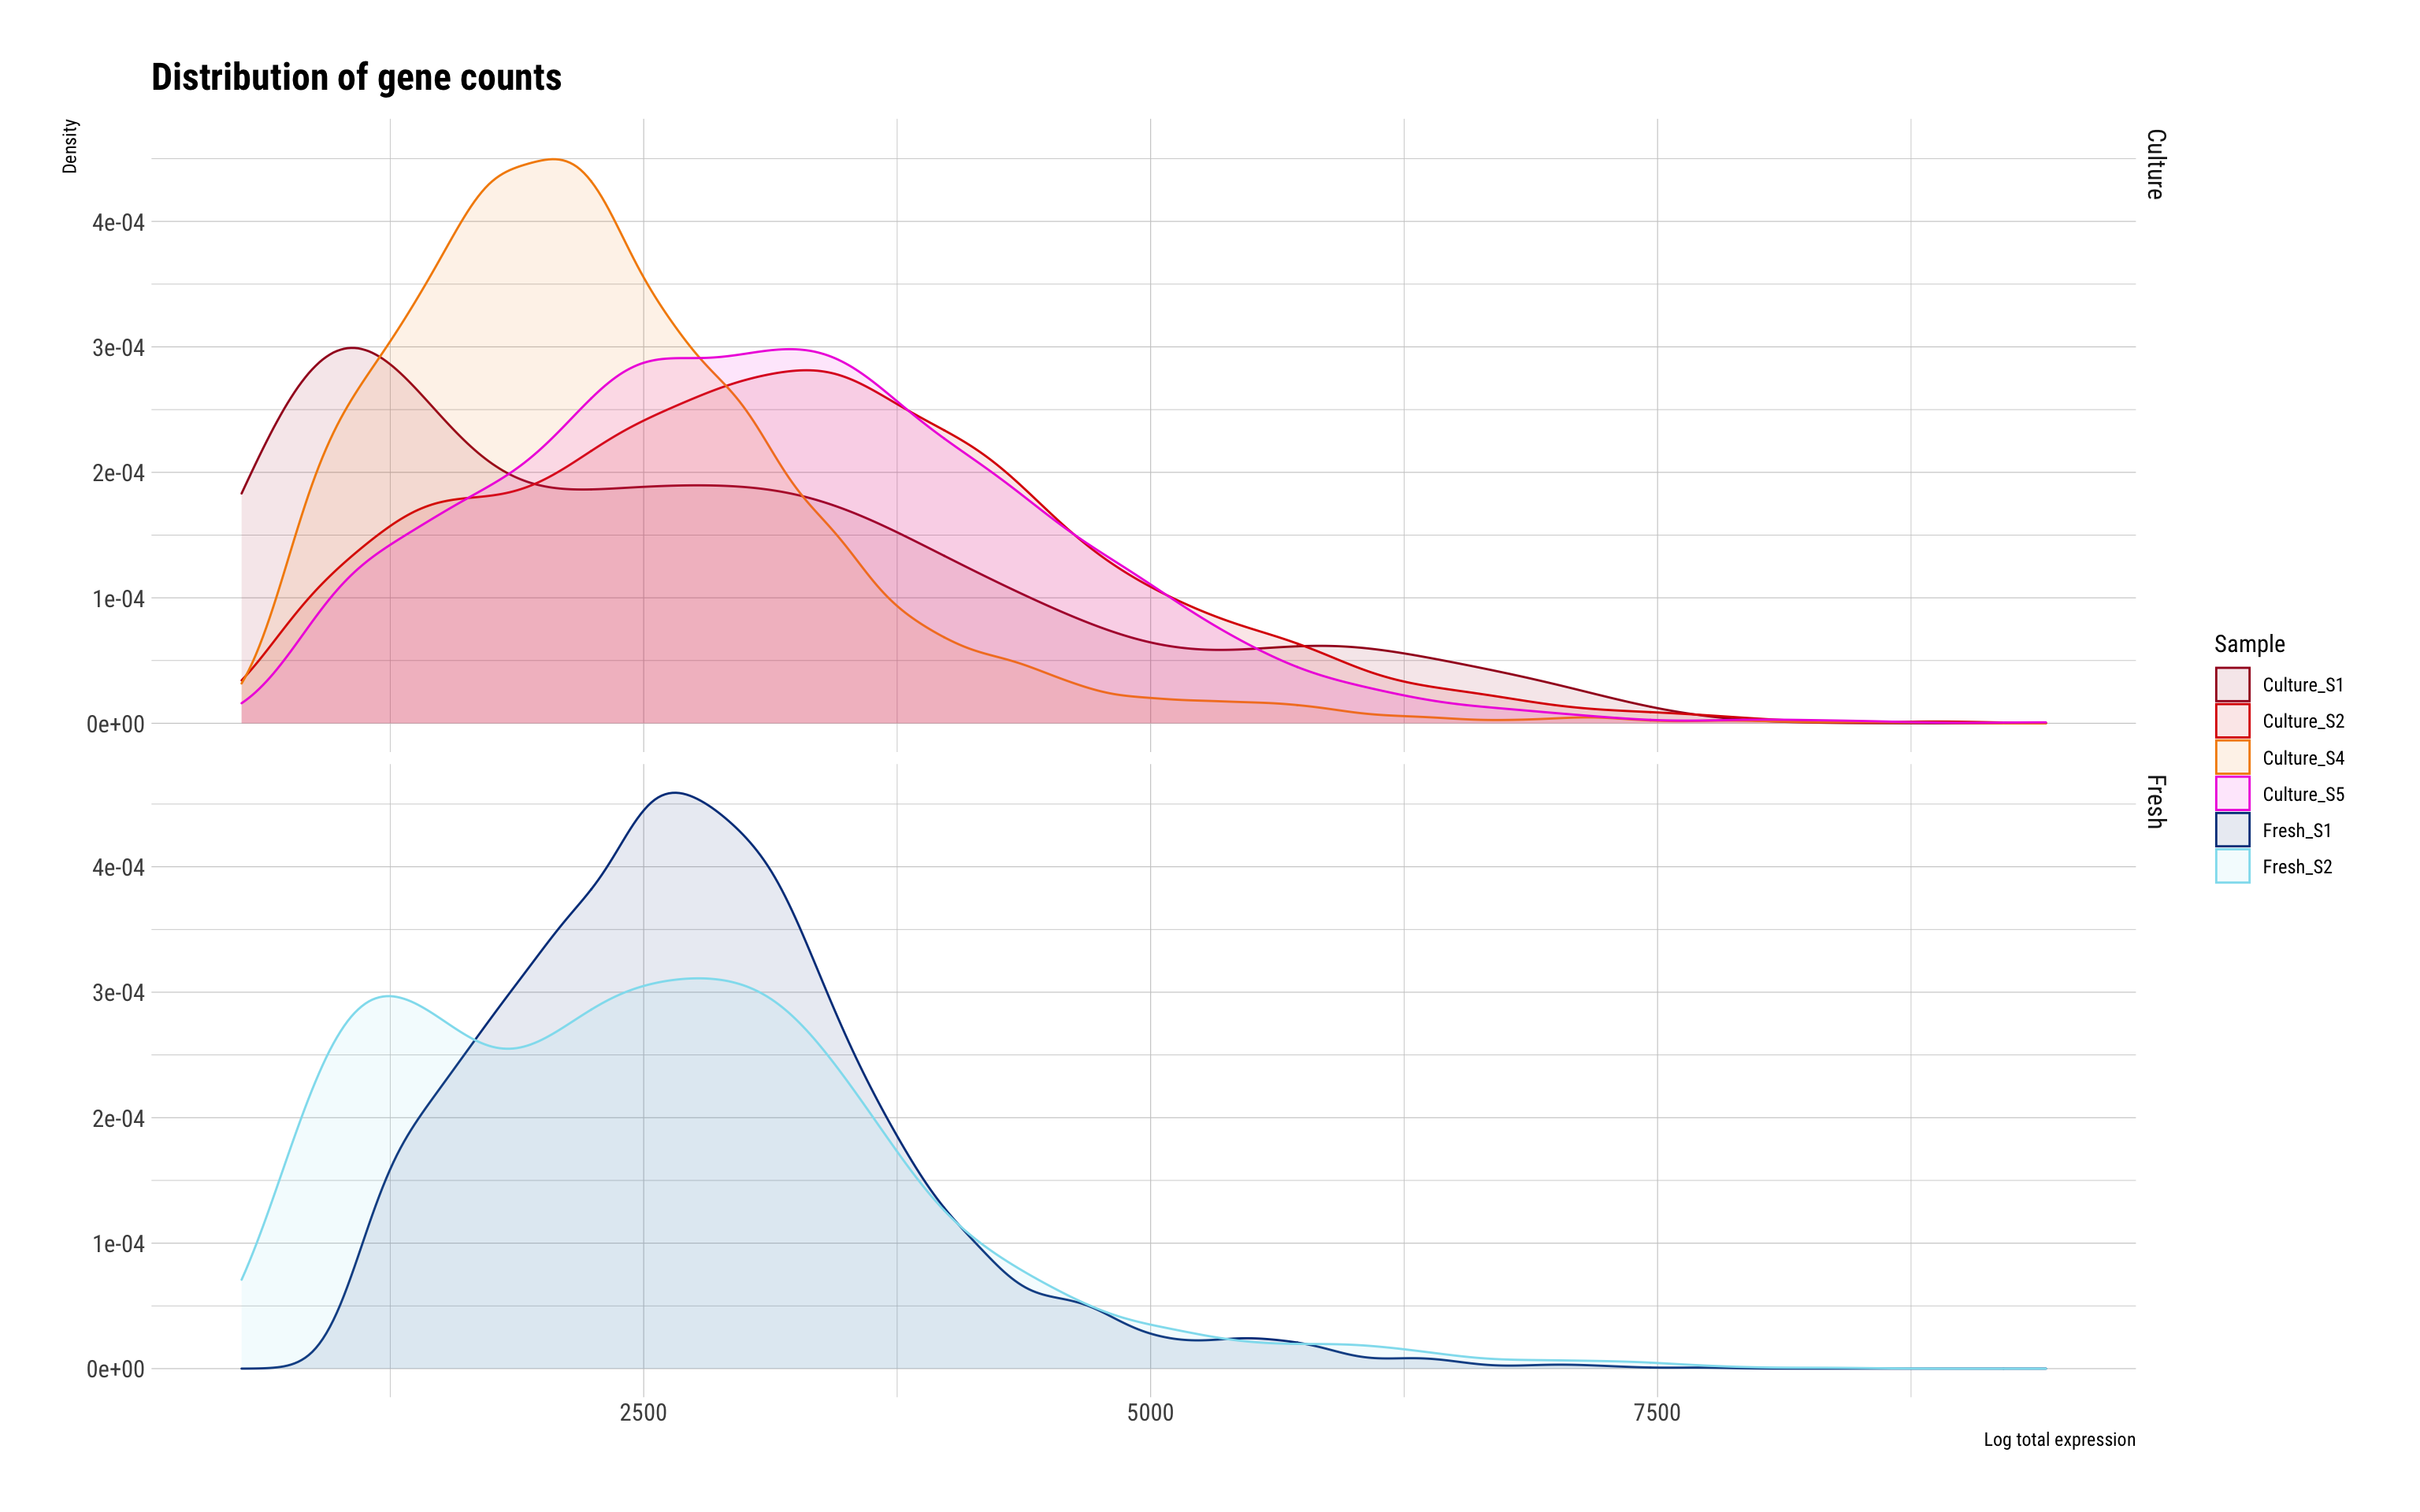 Distribution of gene counts
Density
Culture
4e-04
3e-04
2e-04
1e-04
0e+00
Fresh
4e-04
3e-04
2e-04
1e-04
0e+00
2500 5000 7500
Log total expression
Sample
Culture_S1
Culture_S2
Culture_S4
Culture_S5
Fresh_S1
Fresh_S2